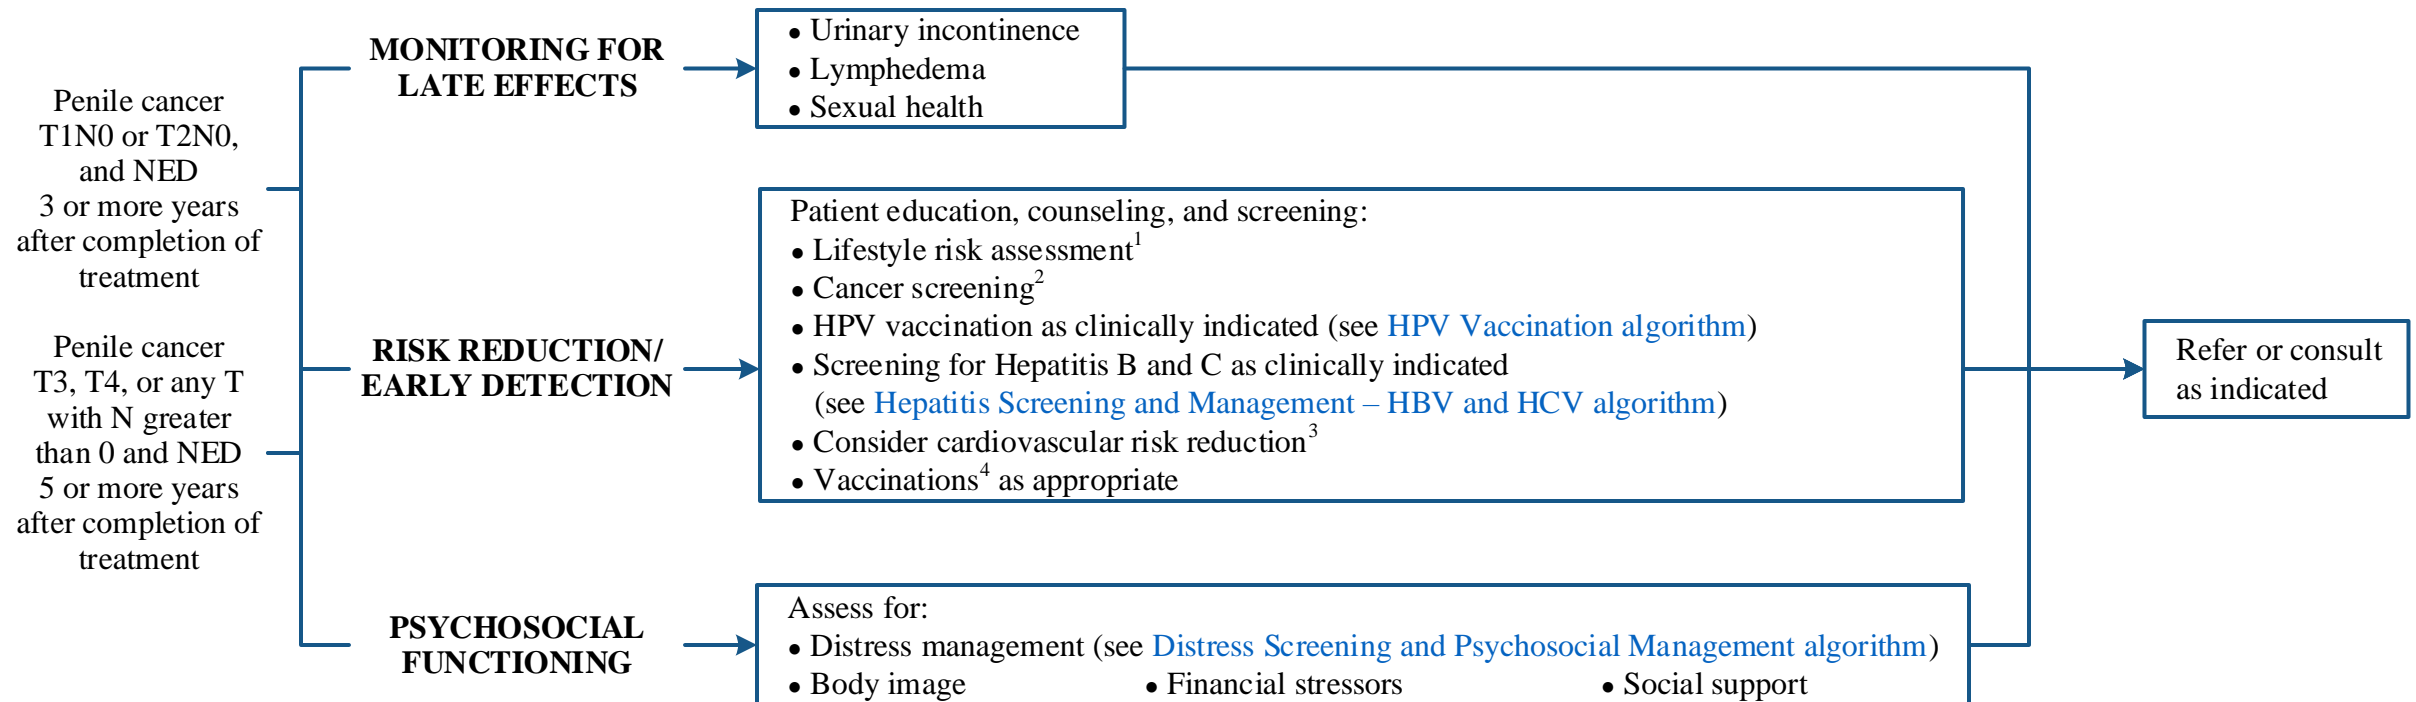 Penile cancer
T1N0 or T2N0,
and NED
3 or more years
after completion of
treatment
Penile cancer
T3, T4, or any T
with N greater
than 0 and NED
5 or more years
after completion of
treatment
MONITORING FOR
LATE EFFECTS
● Urinary incontinence
● Lymphedema
● Sexual health
RISK REDUCTION/
EARLY DETECTION
Patient education, counseling, and screening:
● Lifestyle risk assessment1
● Cancer screening2
● HPV vaccination as clinically indicated (see HPV Vaccination algorithm)
● Screening for Hepatitis B and C as clinically indicated
(see Hepatitis Screening and Management – HBV and HCV algorithm)
● Consider cardiovascular risk reduction3
● Vaccinations4 as appropriate
PSYCHOSOCIAL
FUNCTIONING
Assess for:
● Distress management (see Distress Screening and Psychosocial Management algorithm)
● Body image ● Financial stressors ● Social support
Refer or consult
as indicated